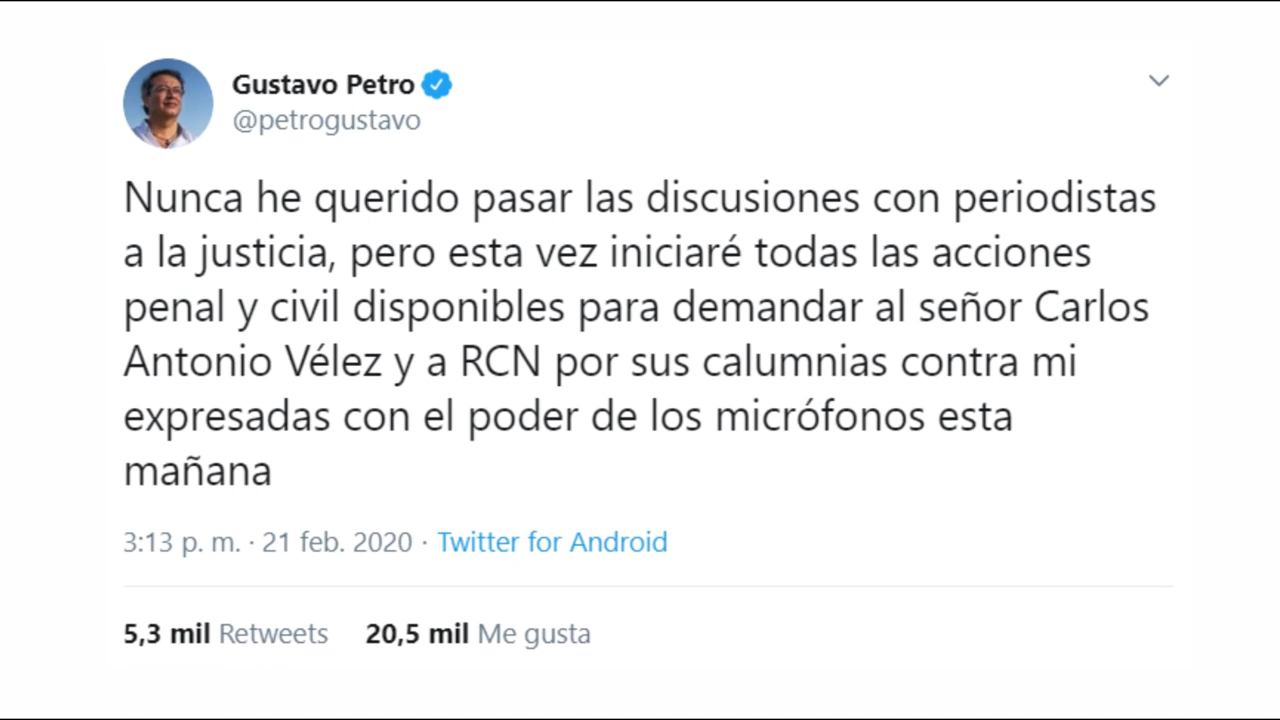 Gustavo Petro
@petrogustavo
Nunca he querido pasar las discusiones con periodistas
a la justicia, pero esta vez iniciaré todas las acciones
penal y civil disponibles para demandar al señor Carlos
Antonio Vélez y a RCN por sus calumnias contra mi
expresadas con el poder de los micrófonos esta
mañana
3:13 p. m. · 21 feb. 2020 · Twitter for Android
5,3 mil Retweets 20,5 mil Me gusta